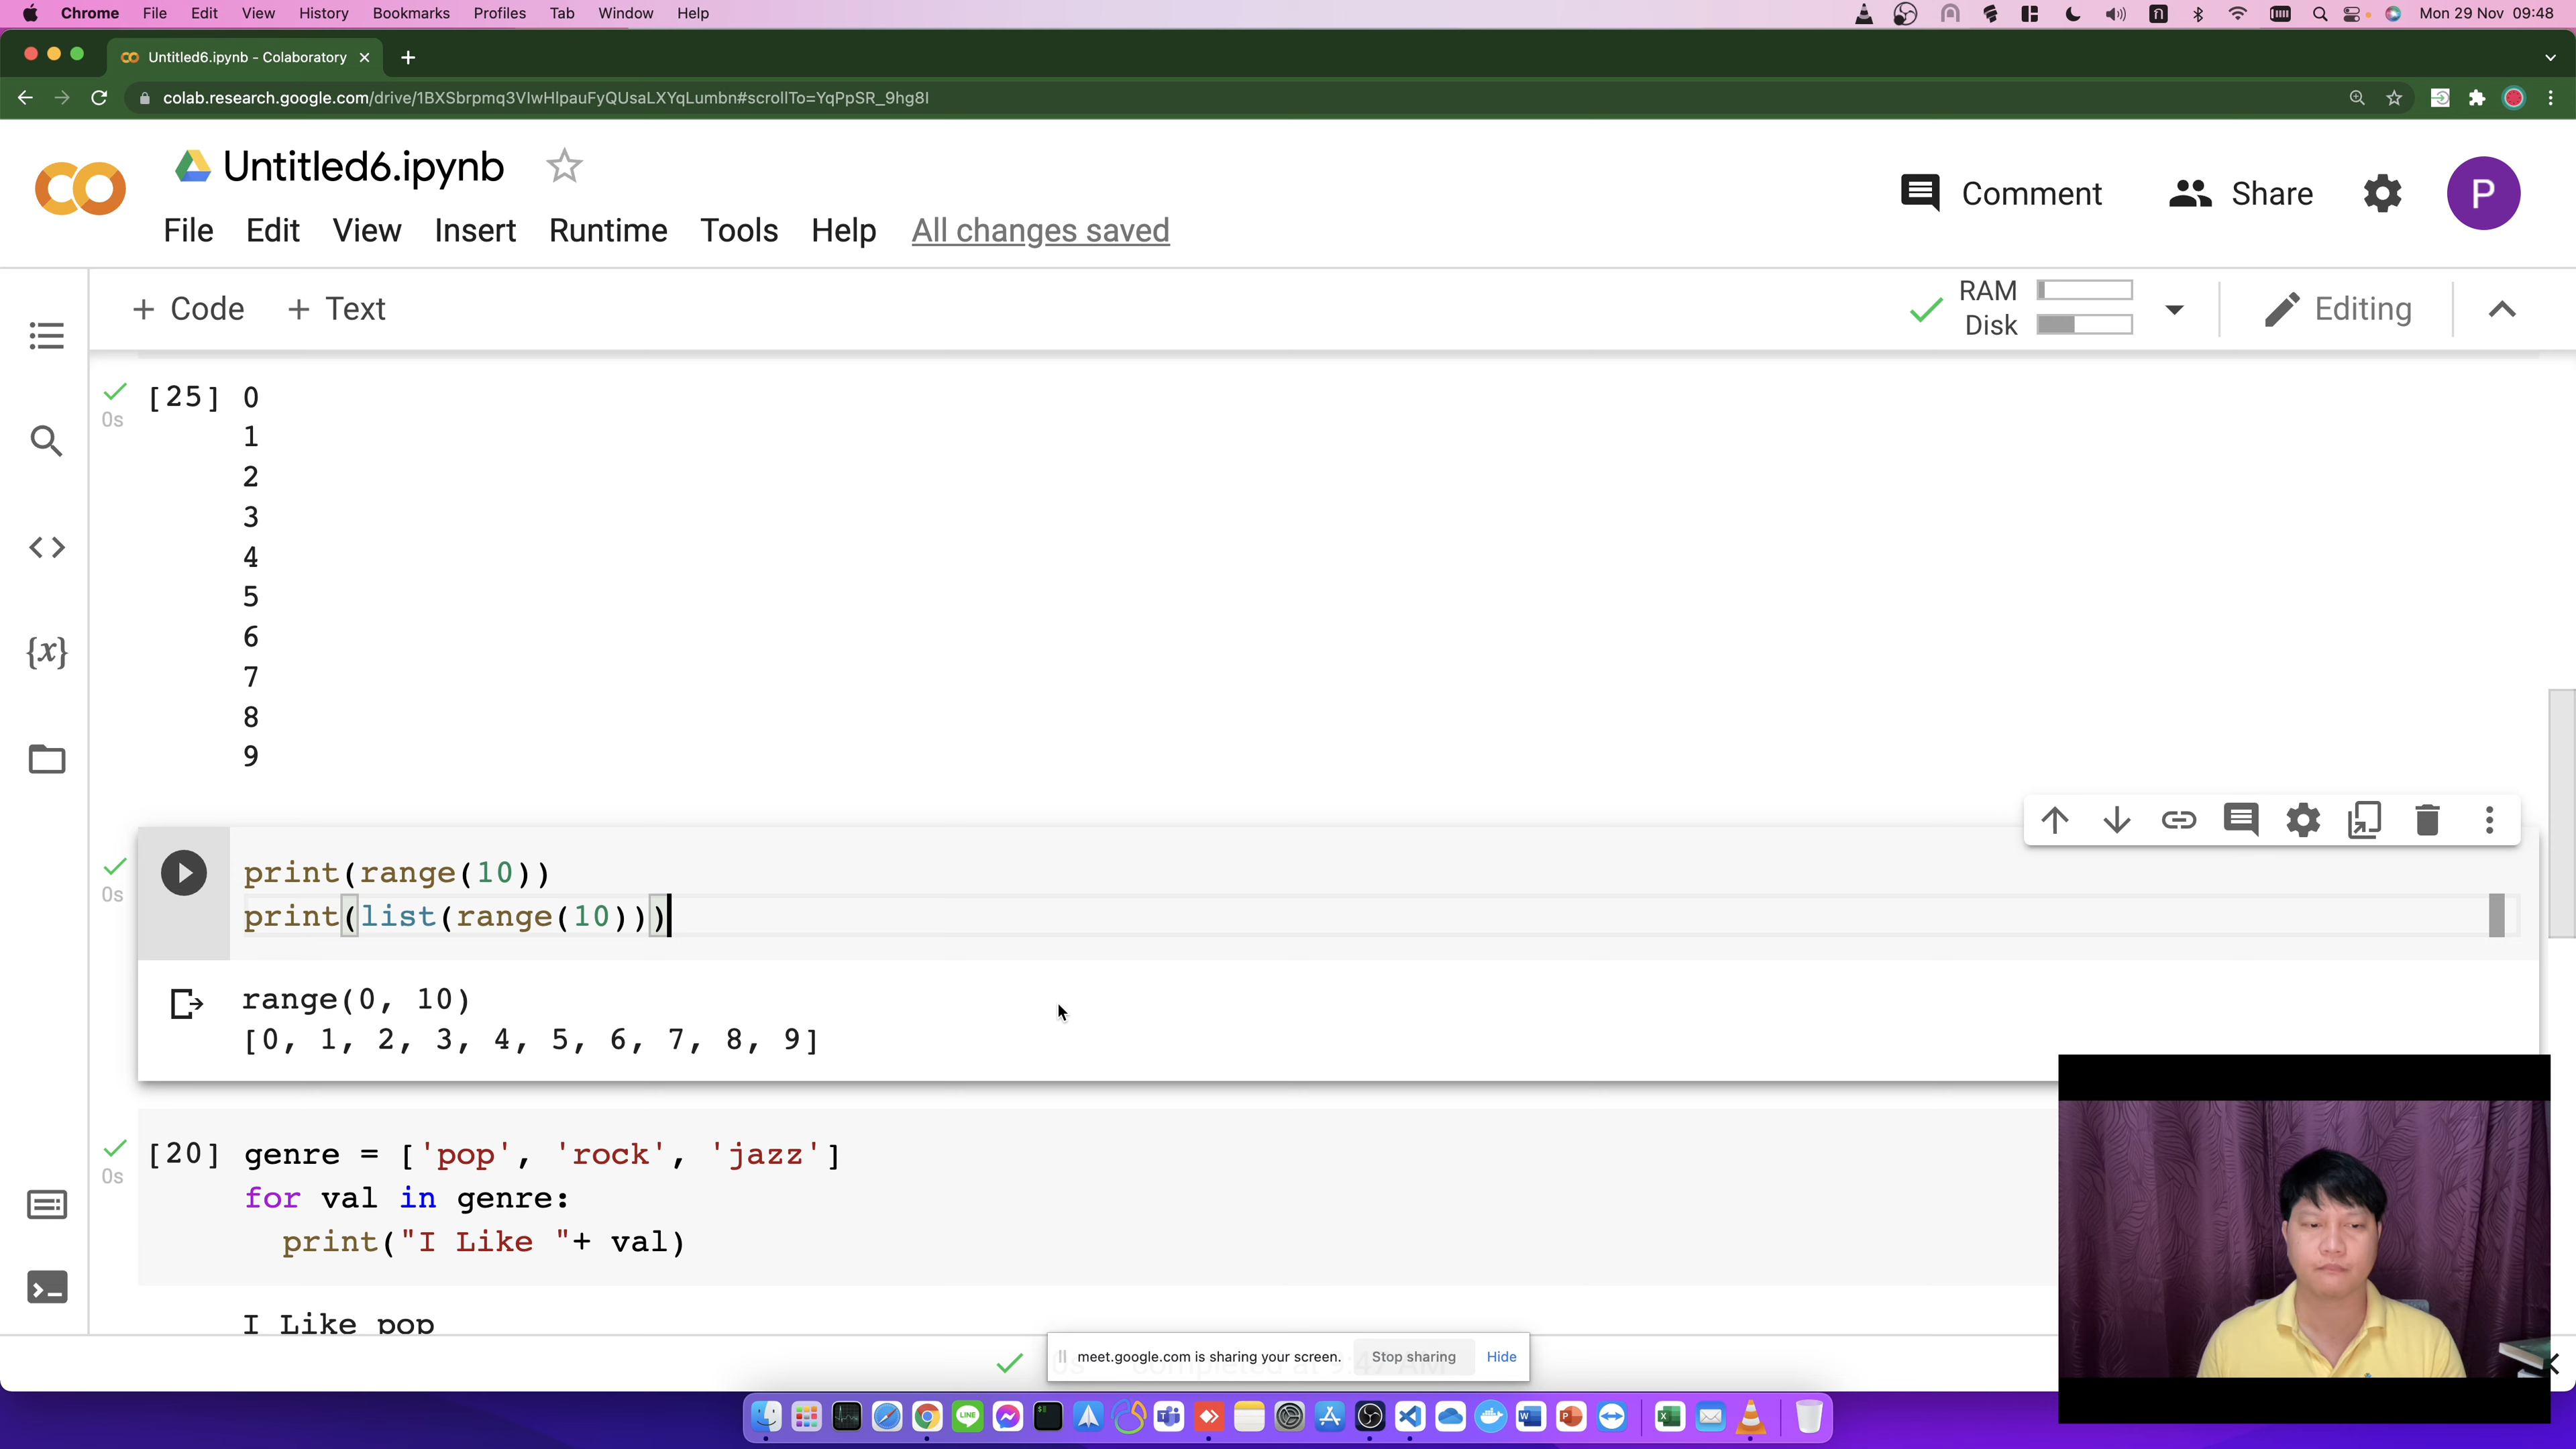 Chrome File Edit View History Bookmarks Profiles Tab Window Help
Mon 29 Nov 09:48
Untitled6.ipynb - Colaboratory
colab.research.google.com/drive/1BXSbrpmq3VIwHlpauFyQUsaLXYqLumbn#scrollTo=YqPpSR_9hg8I
Untitled6.ipynb
Comment Share P
File Edit View Insert Runtime Tools Help All changes saved
+ Code + Text
RAM
Disk
Editing
[25] 0
0s
1
2
3
4
5
6
7
8
9
print(range(10))
0s
print(list(range(10)))
range(0, 10)
[0, 1, 2, 3, 4, 5, 6, 7, 8, 9]
[20] genre = ['pop', 'rock', 'jazz']
0s
for val in genre:
print("I Like "+ val)
I Like pop
meet.google.com is sharing your screen. Stop sharing Hide
{x}
LINE